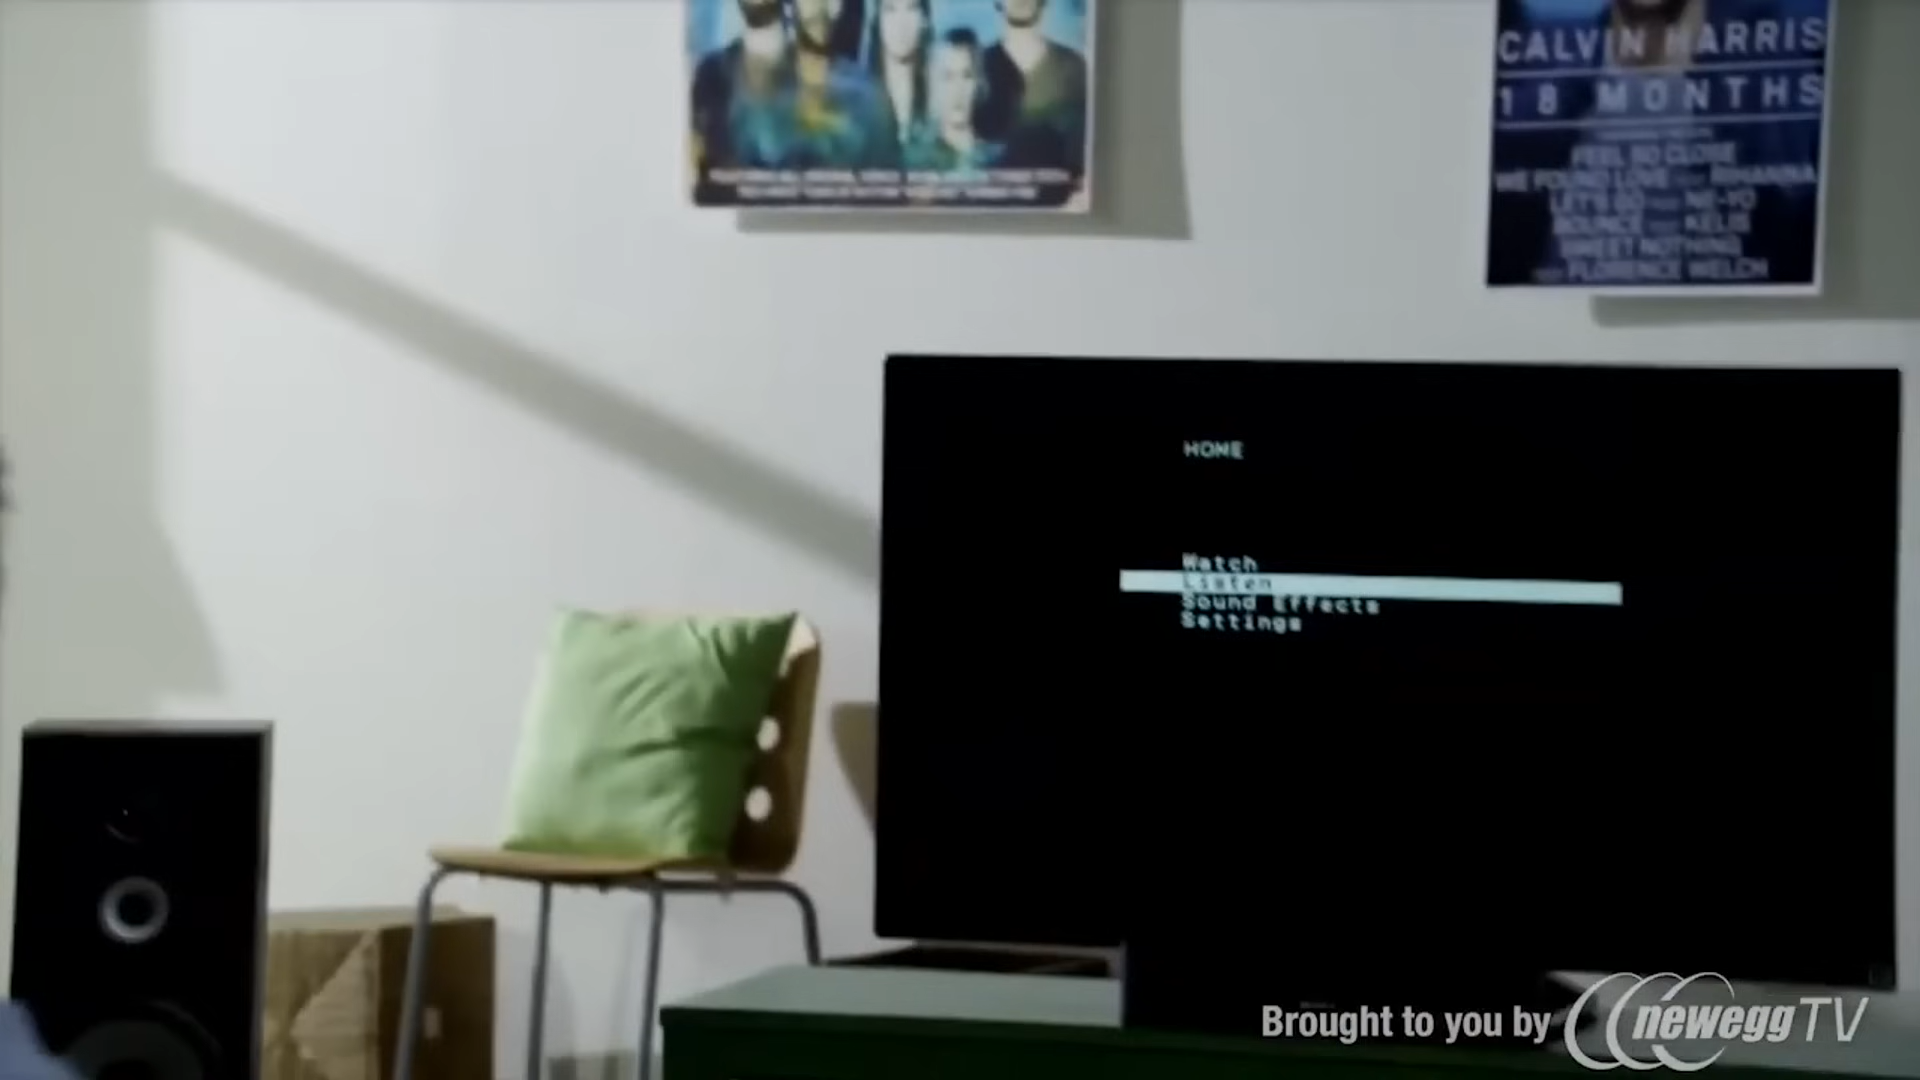 CALVIN HARRIS
18 MONTHS
FEEL SO CLOSE
WE FOUND LOVE RIHANNA
LET'S GO NE-YO
BOUNCE KELIS
SWEET NOTHING
FLORENCE WELCH
HOME
Watch
Listen
Sound Effects
Settings
Brought to you by newegg TV